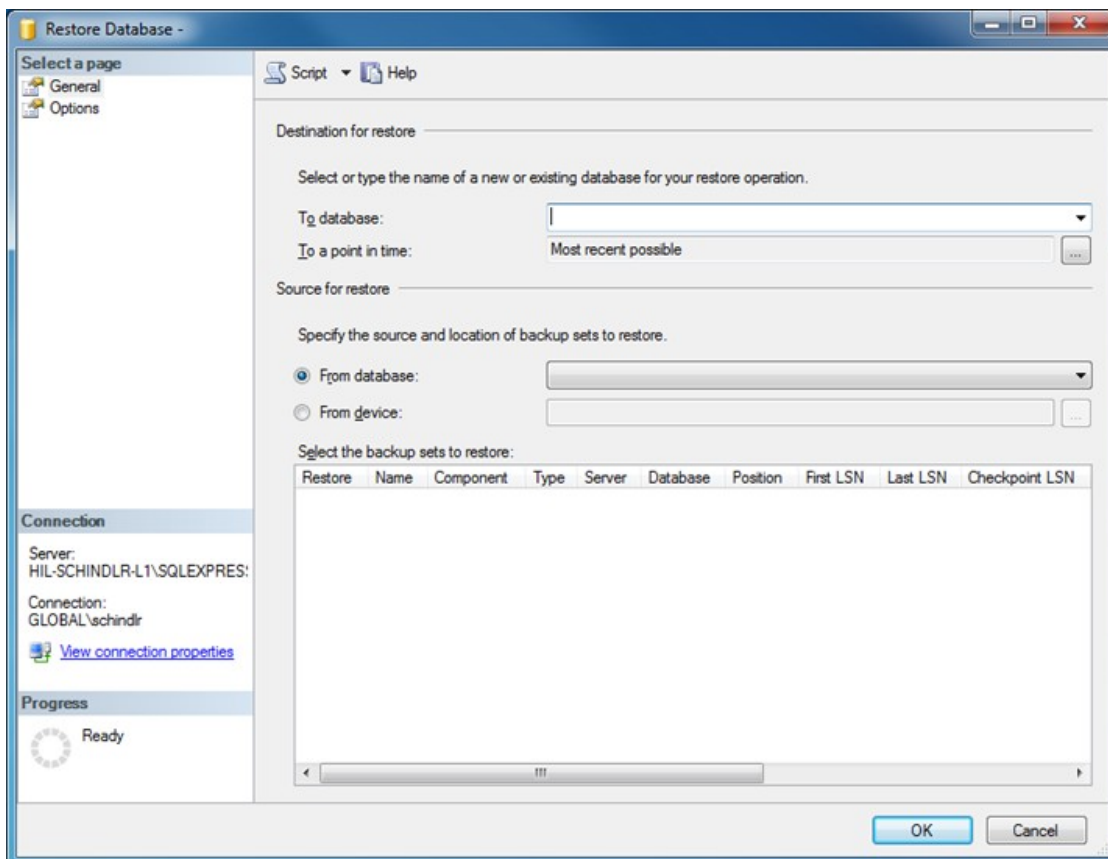 Restore Database -
Select a page
General
Options
Script Help
Destination for restore
Select or type the name of a new or existing database for your restore operation.
To database:
To a point in time: Most recent possible ...
Source for restore
Specify the source and location of backup sets to restore.
From database:
From device: ...
Select the backup sets to restore:
Restore Name Component Type Server Database Position First LSN Last LSN Checkpoint LSN
Connection
Server:
HIL-SCHINDLR-L1\SQLEXPRES
Connection:
GLOBAL\schindlr
View connection properties
Progress
Ready
OK Cancel